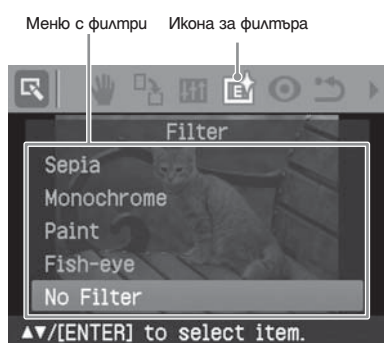 Меню с филтри Икона за филтъра
Filter
Sepia
Monochrome
Paint
Fish-eye
No Filter
▲▼/[ENTER] to select item.